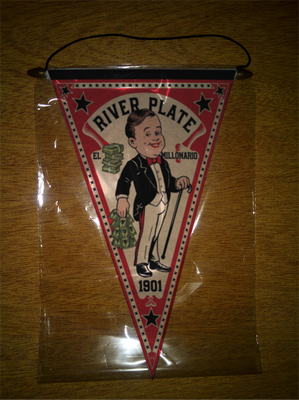 RIVER PLATE
EL MILLONARIO
1901